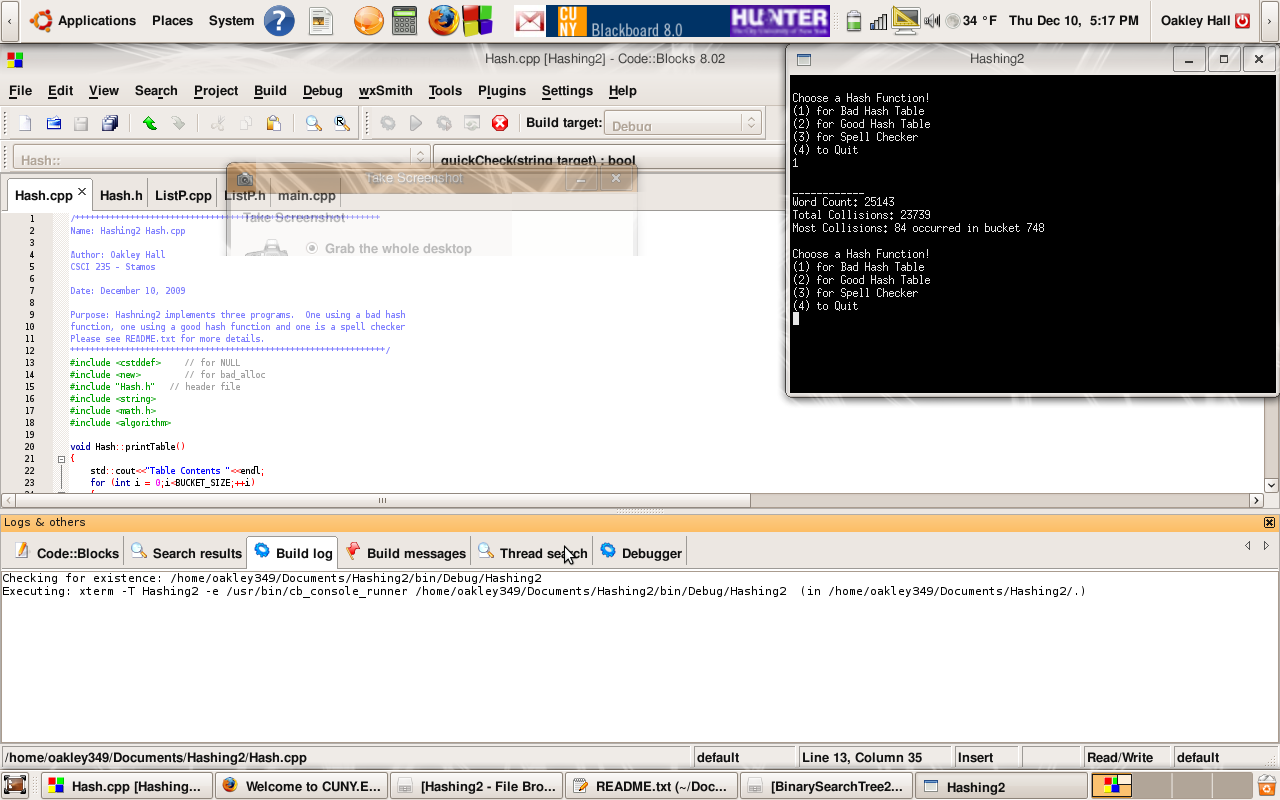 Applications Places System
CU NY Blackboard 8.0 HUNTER The City University of New York
34 °F Thu Dec 10, 5:17 PM Oakley Hall
Hash.cpp [Hashing2] - Code::Blocks 8.02
File Edit View Search Project Build Debug wxSmith Tools Plugins Settings Help
Build target: Debug
Hash:: quickCheck(string target) : bool
Take Screenshot
Hash.cpp Hash.h ListP.cpp ListP.h main.cpp
Take Screenshot
Grab the whole desktop
1 /************************************************************
2 Name: Hashing2 Hash.cpp
3
4 Author: Oakley Hall
5 CSCI 235 - Stamos
6
7 Date: December 10, 2009
8
9 Purpose: Hashning2 implements three programs. One using a bad hash
10 function, one using a good hash function and one is a spell checker
11 Please see README.txt for more details.
12 *************************************************************/
13 #include <cstddef> // for NULL
14 #include <new> // for bad_alloc
15 #include "Hash.h" // header file
16 #include <string>
17 #include <math.h>
18 #include <algorithm>
19
20 void Hash::printTable()
21 {
22 std::cout<<"Table Contents "<<endl;
23 for (int i = 0;i<BUCKET_SIZE;++i)
Hashing2
Choose a Hash Function!
(1) for Bad Hash Table
(2) for Good Hash Table
(3) for Spell Checker
(4) to Quit
1
____________
Word Count: 25143
Total Collisions: 23739
Most Collisions: 84 occurred in bucket 748
Choose a Hash Function!
(1) for Bad Hash Table
(2) for Good Hash Table
(3) for Spell Checker
(4) to Quit
Logs & others
Code::Blocks Search results Build log Build messages Thread search Debugger
Checking for existence: /home/oakley349/Documents/Hashing2/bin/Debug/Hashing2
Executing: xterm -T Hashing2 -e /usr/bin/cb_console_runner /home/oakley349/Documents/Hashing2/bin/Debug/Hashing2 (in /home/oakley349/Documents/Hashing2/.)
/home/oakley349/Documents/Hashing2/Hash.cpp default Line 13, Column 35 Insert Read/Write default
Hash.cpp [Hashing... Welcome to CUNY.E... [Hashing2 - File Bro... README.txt (~/Doc... [BinarySearchTree2... Hashing2